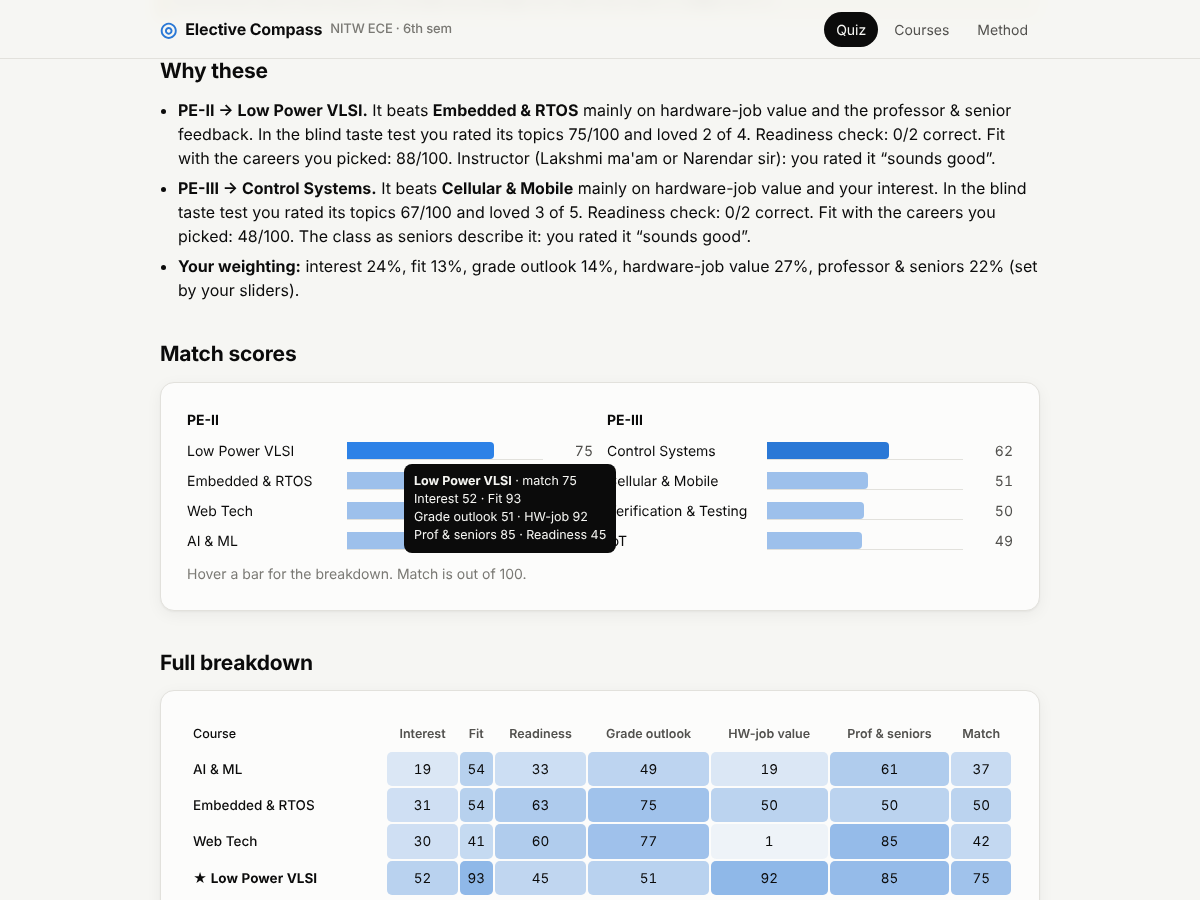 Elective Compass NITW ECE · 6th sem
Quiz Courses Method
Why these
• PE-II → Low Power VLSI. It beats Embedded & RTOS mainly on hardware-job value and the professor & senior
feedback. In the blind taste test you rated its topics 75/100 and loved 2 of 4. Readiness check: 0/2 correct. Fit
with the careers you picked: 88/100. Instructor (Lakshmi ma'am or Narendar sir): you rated it “sounds good”.
• PE-III → Control Systems. It beats Cellular & Mobile mainly on hardware-job value and your interest. In the blind
taste test you rated its topics 67/100 and loved 3 of 5. Readiness check: 0/2 correct. Fit with the careers you
picked: 48/100. The class as seniors describe it: you rated it “sounds good”.
• Your weighting: interest 24%, fit 13%, grade outlook 14%, hardware-job value 27%, professor & seniors 22% (set
by your sliders).
Match scores
PE-II
Low Power VLSI 75
Embedded & RTOS
Web Tech
AI & ML
Low Power VLSI · match 75
Interest 52 · Fit 93
Grade outlook 51 · HW-job 92
Prof & seniors 85 · Readiness 45
PE-III
Control Systems 62
ellular & Mobile 51
erification & Testing 50
T 49
Hover a bar for the breakdown. Match is out of 100.
Full breakdown
Course Interest Fit Readiness Grade outlook HW-job value Prof & seniors Match
AI & ML 19 54 33 49 19 61 37
Embedded & RTOS 31 54 63 75 50 50 50
Web Tech 30 41 60 77 1 85 42
★ Low Power VLSI 52 93 45 51 92 85 75